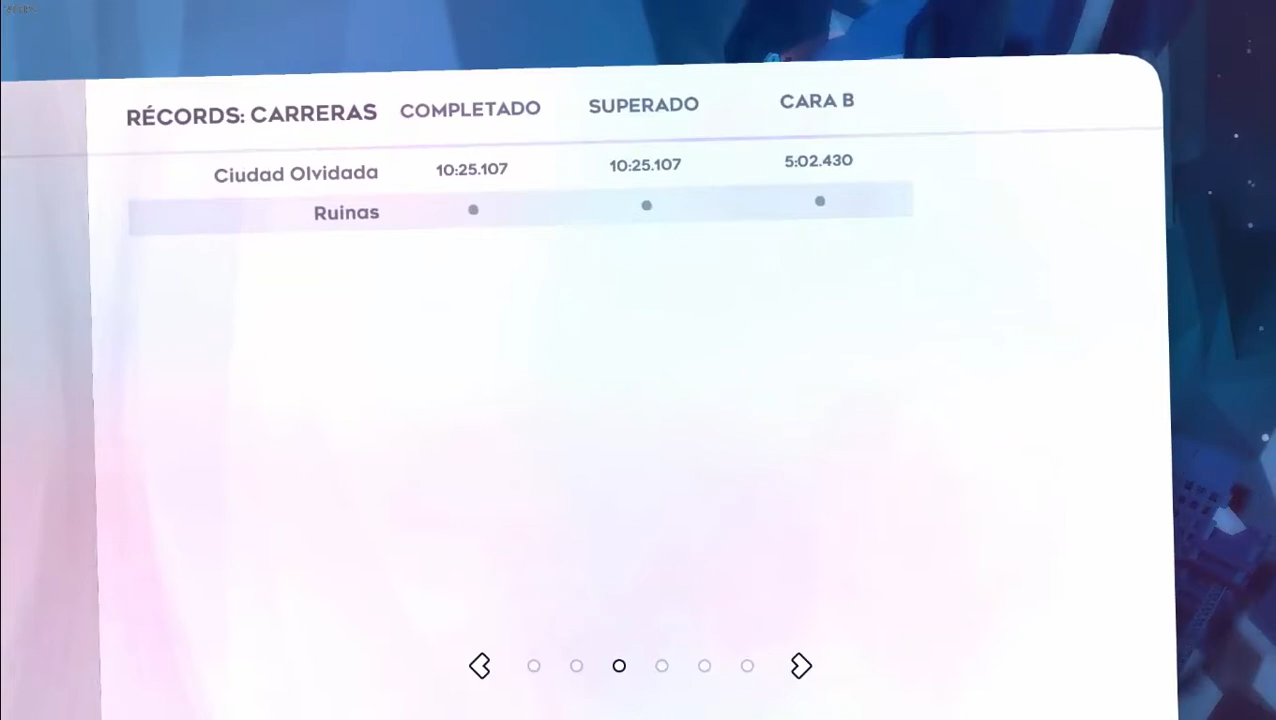 RÉCORDS: CARRERAS COMPLETADO SUPERADO CARA B
Ciudad Olvidada 10:25.107 10:25.107 5:02.430
Ruinas